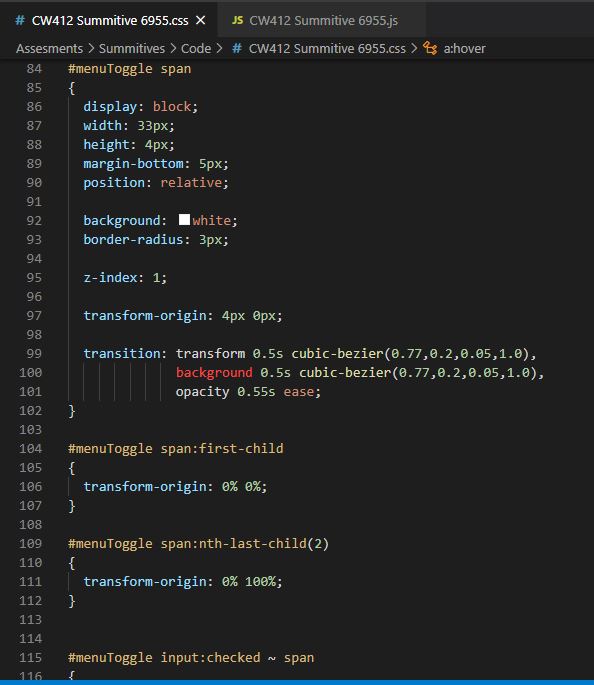 # CW412 Summitive 6955.css × JS CW412 Summitive 6955.js
Assesments > Summitives > Code > # CW412 Summitive 6955.css > a:hover
84 #menuToggle span
85 {
86 display: block;
87 width: 33px;
88 height: 4px;
89 margin-bottom: 5px;
90 position: relative;
91
92 background: white;
93 border-radius: 3px;
94
95 z-index: 1;
96
97 transform-origin: 4px 0px;
98
99 transition: transform 0.5s cubic-bezier(0.77,0.2,0.05,1.0),
100 background 0.5s cubic-bezier(0.77,0.2,0.05,1.0),
101 opacity 0.55s ease;
102 }
103
104 #menuToggle span:first-child
105 {
106 transform-origin: 0% 0%;
107 }
108
109 #menuToggle span:nth-last-child(2)
110 {
111 transform-origin: 0% 100%;
112 }
113
114
115 #menuToggle input:checked ~ span
116 {